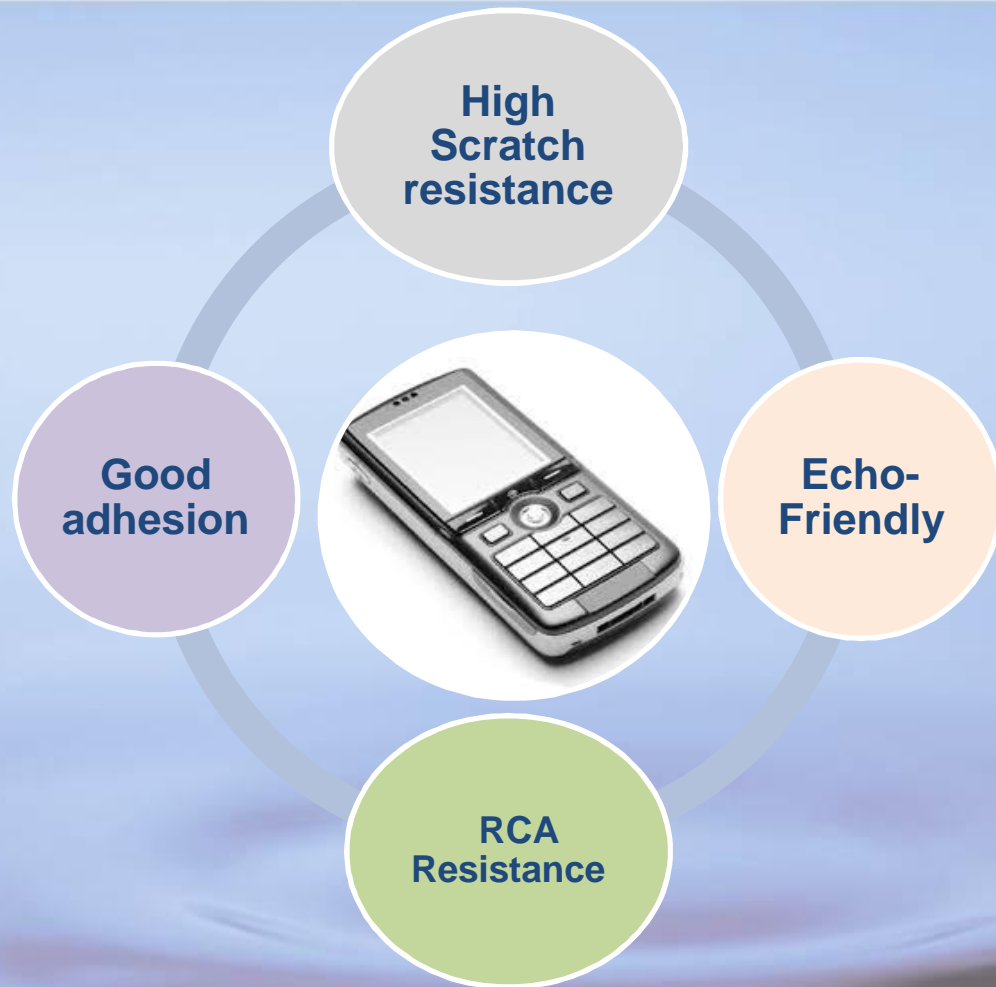 High
Scratch
resistance
Good
adhesion
Echo-
Friendly
RCA
Resistance